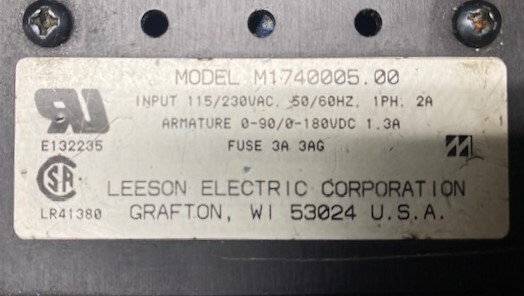 MODEL M1740005.00
INPUT 115/230VAC, 50/60HZ, 1PH, 2A
ARMATURE 0-90/0-180VDC 1.3A
E132235
FUSE 3A 3AG
LEESON ELECTRIC CORPORATION
LR41380
GRAFTON, WI 53024 U.S.A.